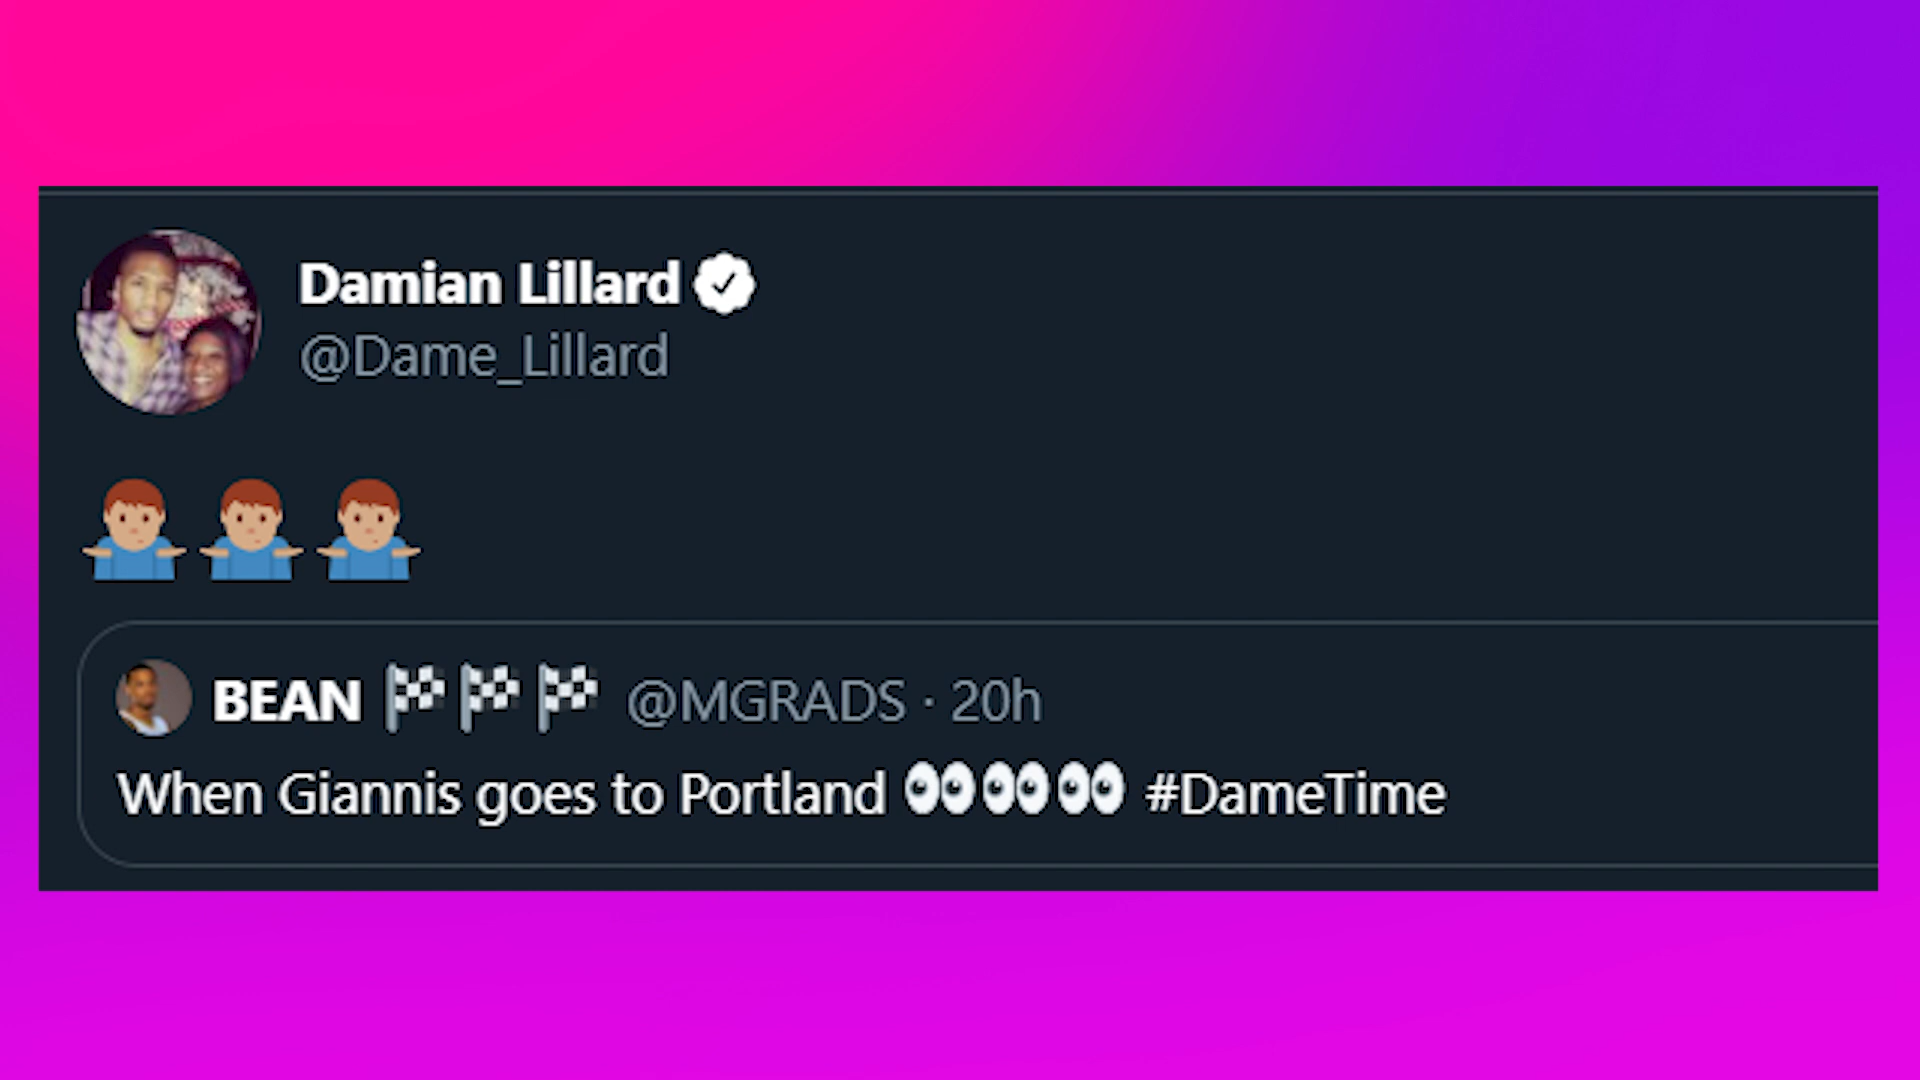 Damian Lillard
@Dame_Lillard
🤷🏽‍♂️🤷🏽‍♂️🤷🏽‍♂️
BEAN 🏁🏁🏁 @MGRADS · 20h
When Giannis goes to Portland 👀👀👀 #DameTime